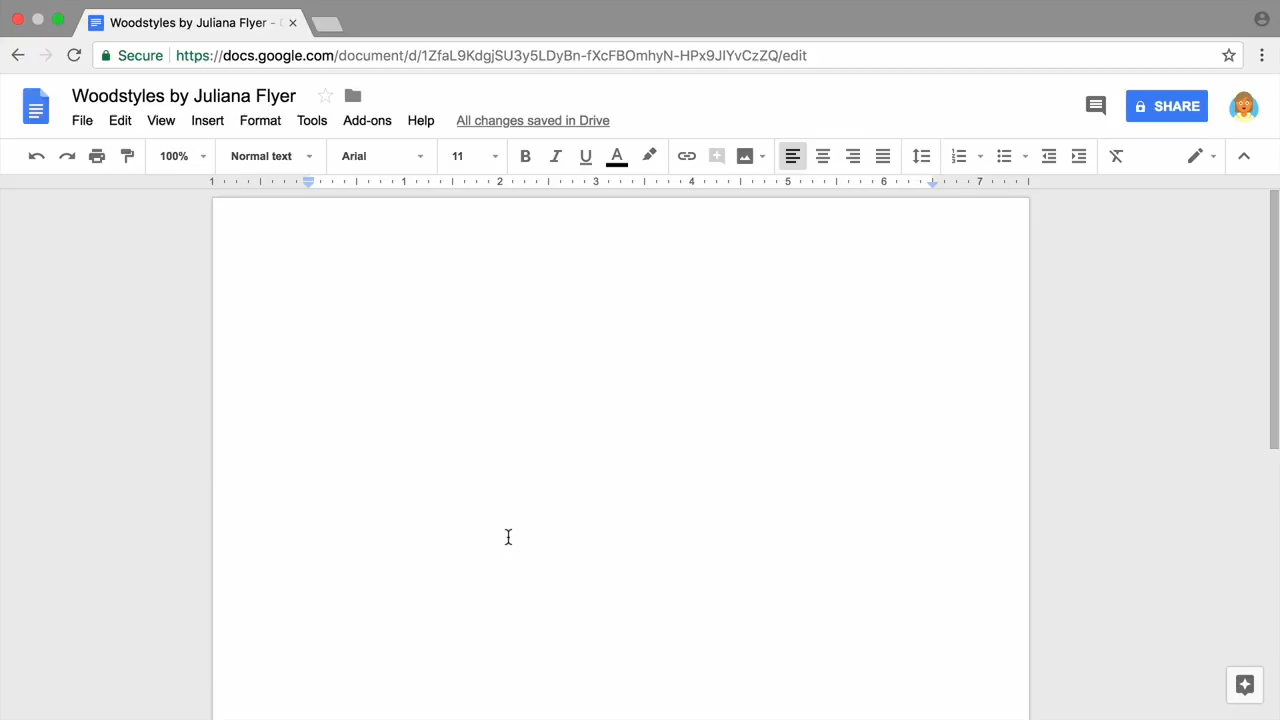 Woodstyles by Juliana Flyer -
Secure https://docs.google.com/document/d/1ZfaL9KdgjSU3y5LDyBn-fXcFBOmhyN-HPx9JIYvCzZQ/edit
Woodstyles by Juliana Flyer
SHARE
File Edit View Insert Format Tools Add-ons Help All changes saved in Drive
100% Normal text Arial 11 B I U A
1 1 2 3 4 5 6 7